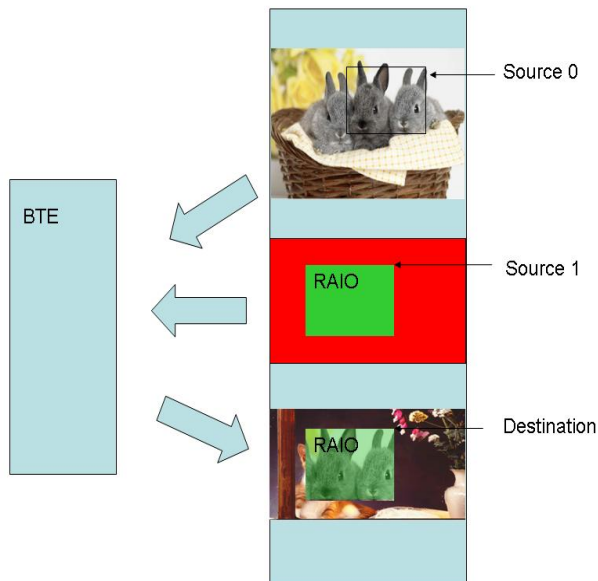 Source 0
BTE
Source 1
RAIO
Destination
RAIO